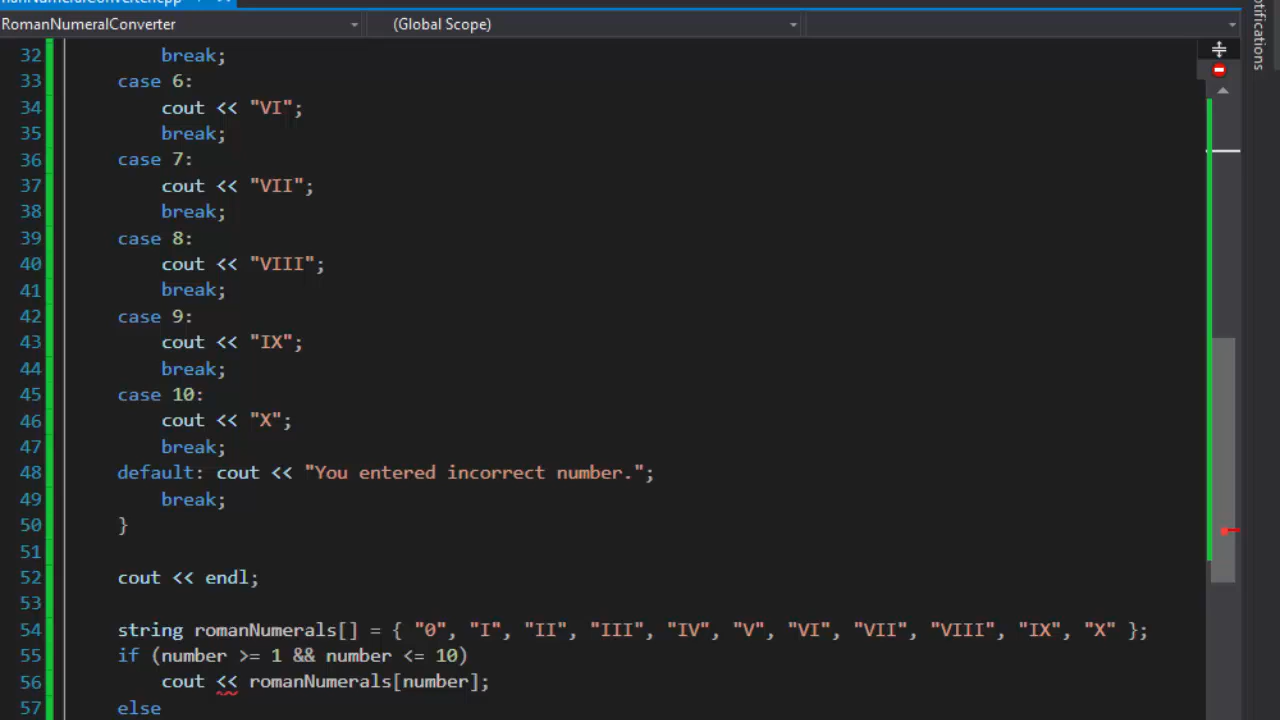 RomanNumeralConverter (Global Scope)
Notifications
32 break;
33 case 6:
34 cout << "VI";
35 break;
36 case 7:
37 cout << "VII";
38 break;
39 case 8:
40 cout << "VIII";
41 break;
42 case 9:
43 cout << "IX";
44 break;
45 case 10:
46 cout << "X";
47 break;
48 default: cout << "You entered incorrect number.";
49 break;
50 }
51
52 cout << endl;
53
54 string romanNumerals[] = { "0", "I", "II", "III", "IV", "V", "VI", "VII", "VIII", "IX", "X" };
55 if (number >= 1 && number <= 10)
56 cout << romanNumerals[number];
57 else